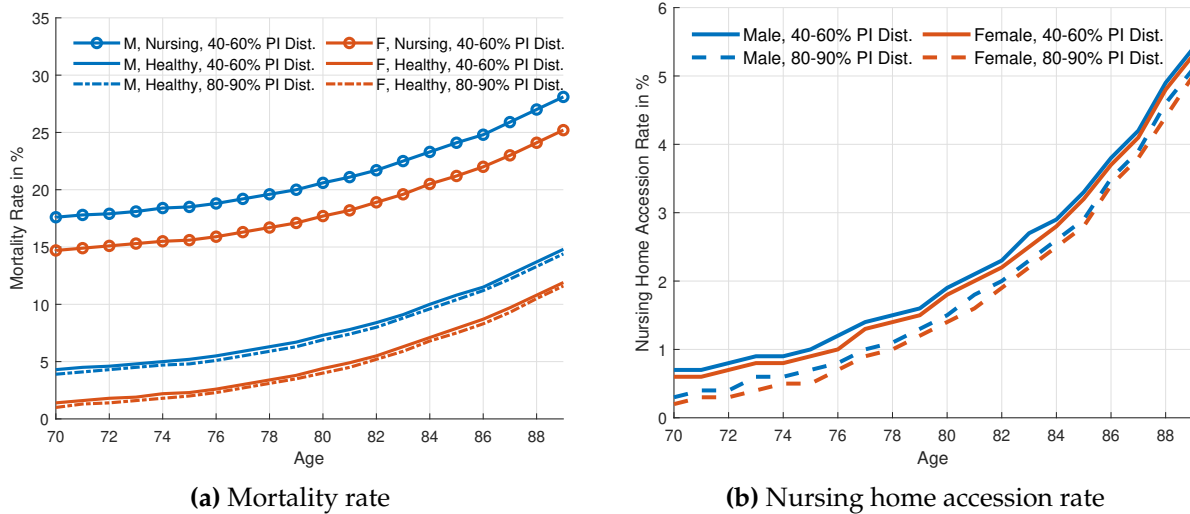 35
30
25
20
15
10
5
0
Mortality Rate in %
M, Nursing, 40-60% PI Dist.
M, Healthy, 40-60% PI Dist.
M, Healthy, 80-90% PI Dist.
F, Nursing, 40-60% PI Dist.
F, Healthy, 40-60% PI Dist.
F, Healthy, 80-90% PI Dist.
70 72 74 76 78 80 82 84 86 88
Age
(a) Mortality rate
6
5
4
3
2
1
0
Nursing Home Accession Rate in %
Male, 40-60% PI Dist.
Male, 80-90% PI Dist.
Female, 40-60% PI Dist.
Female, 80-90% PI Dist.
70 72 74 76 78 80 82 84 86 88
Age
(b) Nursing home accession rate